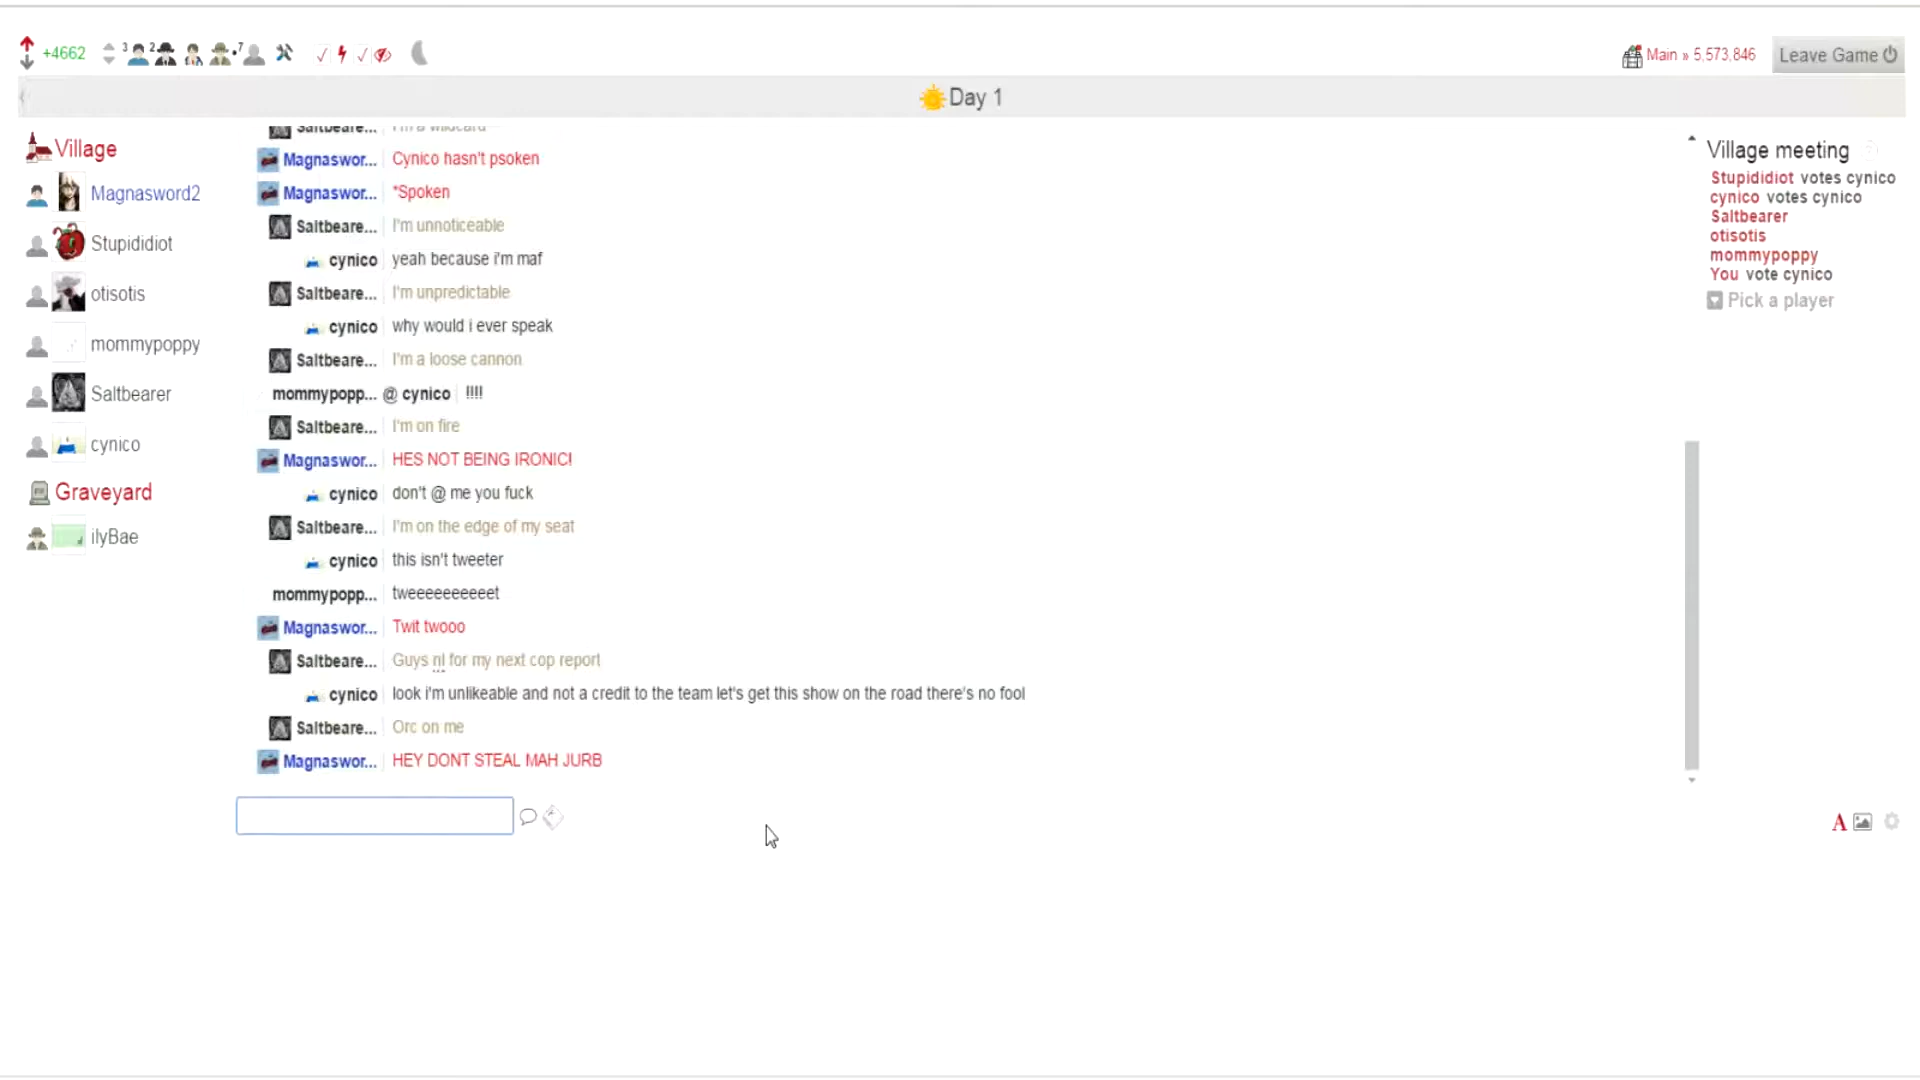 +4662
3 2 7
Main » 5,573,846
Leave Game
Day 1
Village
Magnasword2
Stupididiot
otisotis
mommypoppy
Saltbearer
cynico
Graveyard
ilyBae
Saltbeare... I'm a wildcard
Magnaswor... Cynico hasn't psoken
Magnaswor... *Spoken
Saltbeare... I'm unnoticeable
cynico yeah because i'm maf
Saltbeare... I'm unpredictable
cynico why would i ever speak
Saltbeare... I'm a loose cannon
mommypopp... @ cynico !!!!
Saltbeare... I'm on fire
Magnaswor... HES NOT BEING IRONIC!
cynico don't @ me you fuck
Saltbeare... I'm on the edge of my seat
cynico this isn't tweeter
mommypopp... tweeeeeeeeeet
Magnaswor... Twit twooo
Saltbeare... Guys nl for my next cop report
cynico look i'm unlikeable and not a credit to the team let's get this show on the road there's no fool
Saltbeare... Orc on me
Magnaswor... HEY DONT STEAL MAH JURB
Village meeting
Stupididiot votes cynico
cynico votes cynico
Saltbearer
otisotis
mommypoppy
You vote cynico
Pick a player
A